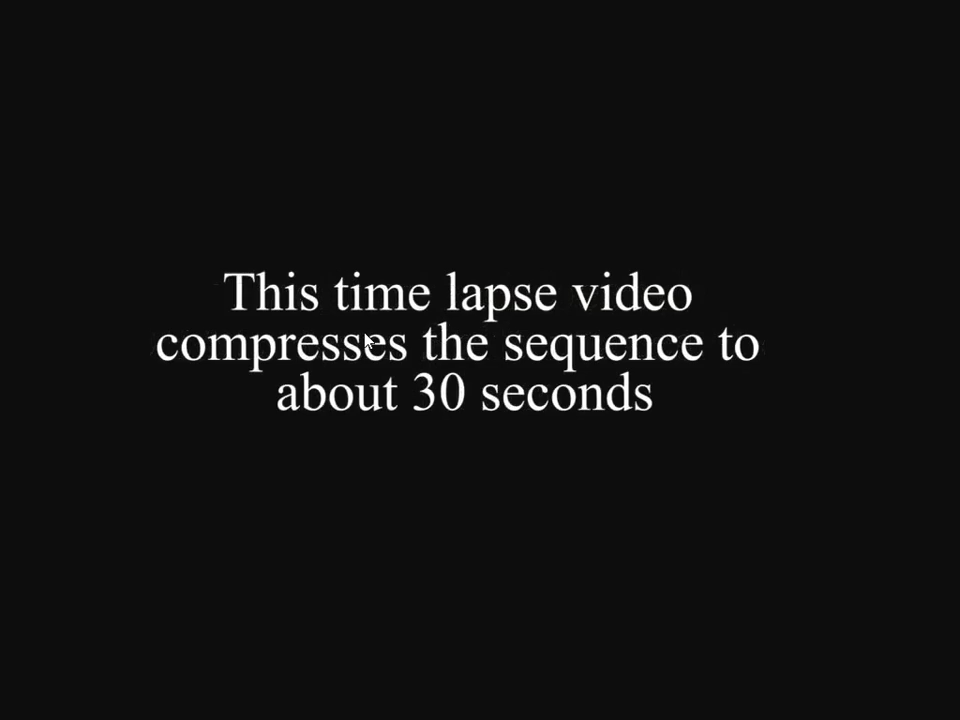 This time lapse video
compresses the sequence to
about 30 seconds